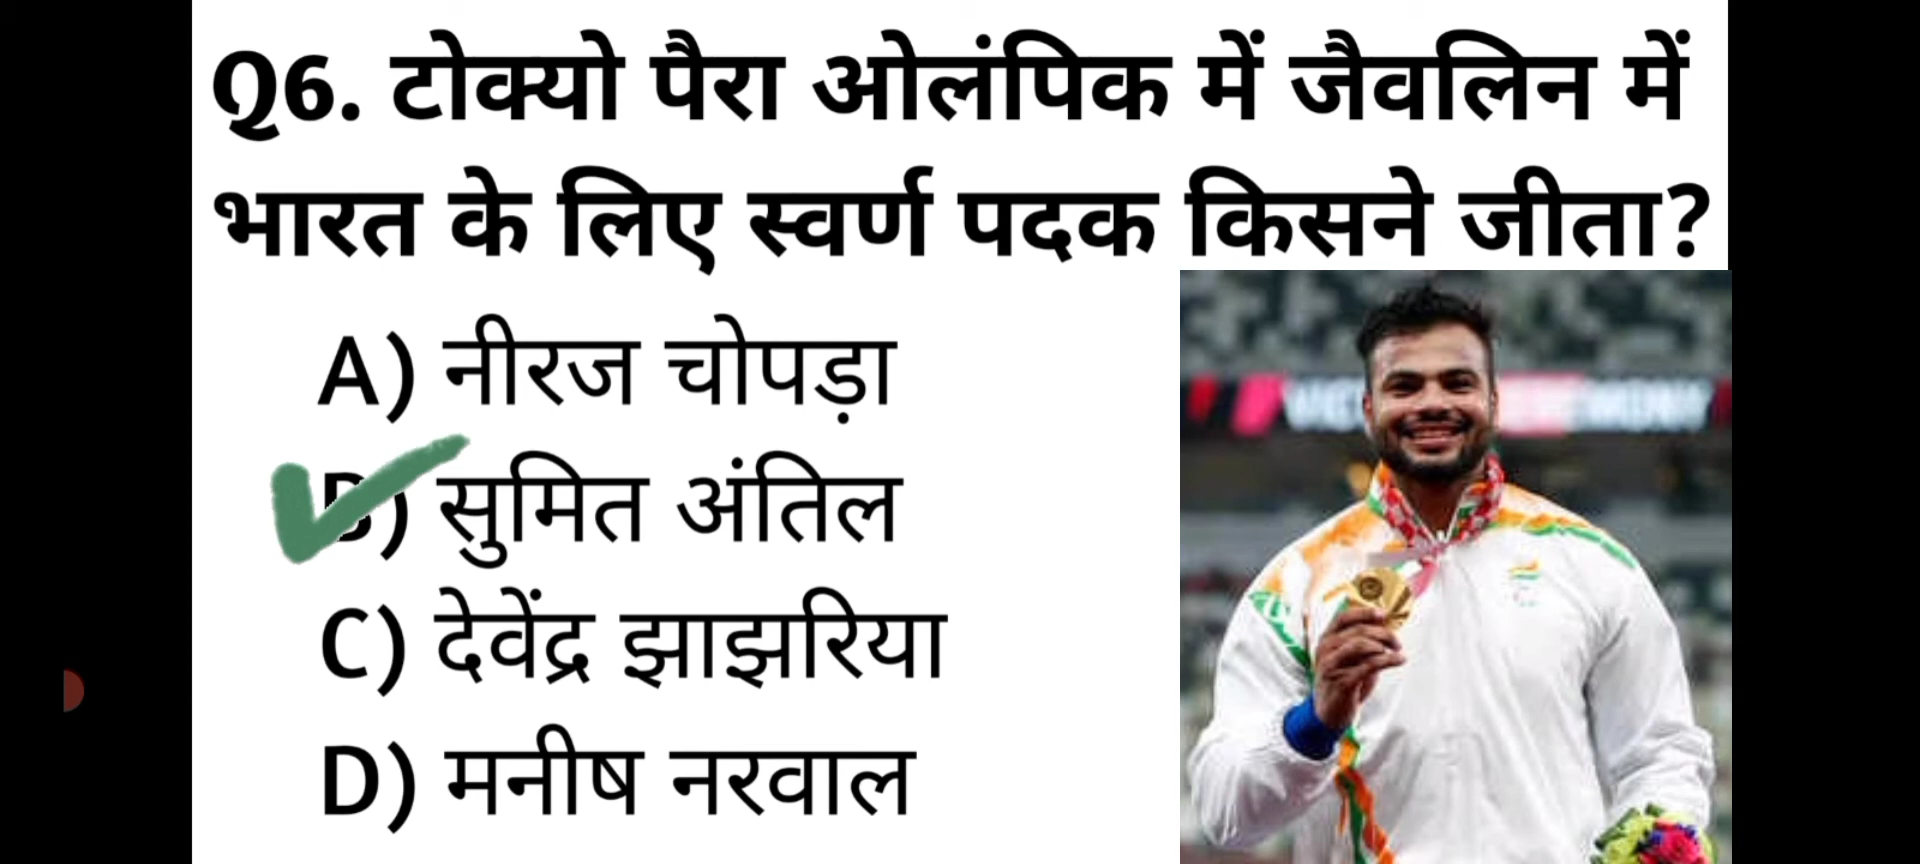 Q6. टोक्यो पैरा ओलंपिक में जैवलिन में
भारत के लिए स्वर्ण पदक किसने जीता?
A) नीरज चोपड़ा
B) सुमित अंतिल
C) देवेंद्र झाझरिया
D) मनीष नरवाल